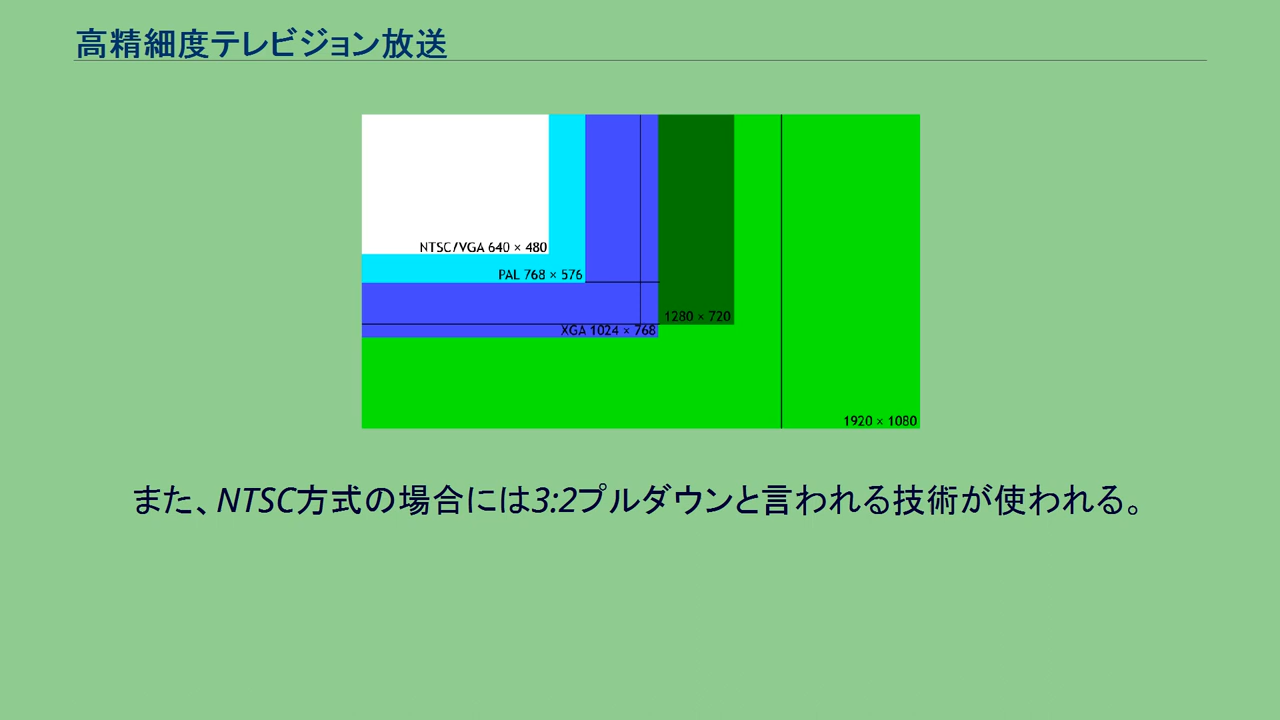 高精細度テレビジョン放送
NTSC/VGA 640 × 480
PAL 768 × 576
1280 × 720
XGA 1024 × 768
1920 × 1080
また、NTSC方式の場合には3:2プルダウンと言われる技術が使われる。